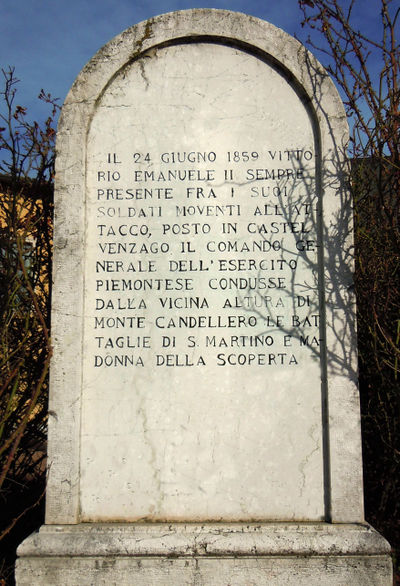 IL 24 GIUGNO 1859 VITTO
RIO EMANUELE II SEMPRE
PRESENTE FRA I SUOI
SOLDATI MOVENTI ALL'AT
TACCO, POSTO IN CASTEL
VENZAGO IL COMANDO GE
NERALE DELL'ESERCITO
PIEMONTESE CONDUSSE
DALLA VICINA ALTURA DI
MONTE CANDELLERO LE BAT
TAGLIE DI S. MARTINO E MA
DONNA DELLA SCOPERTA